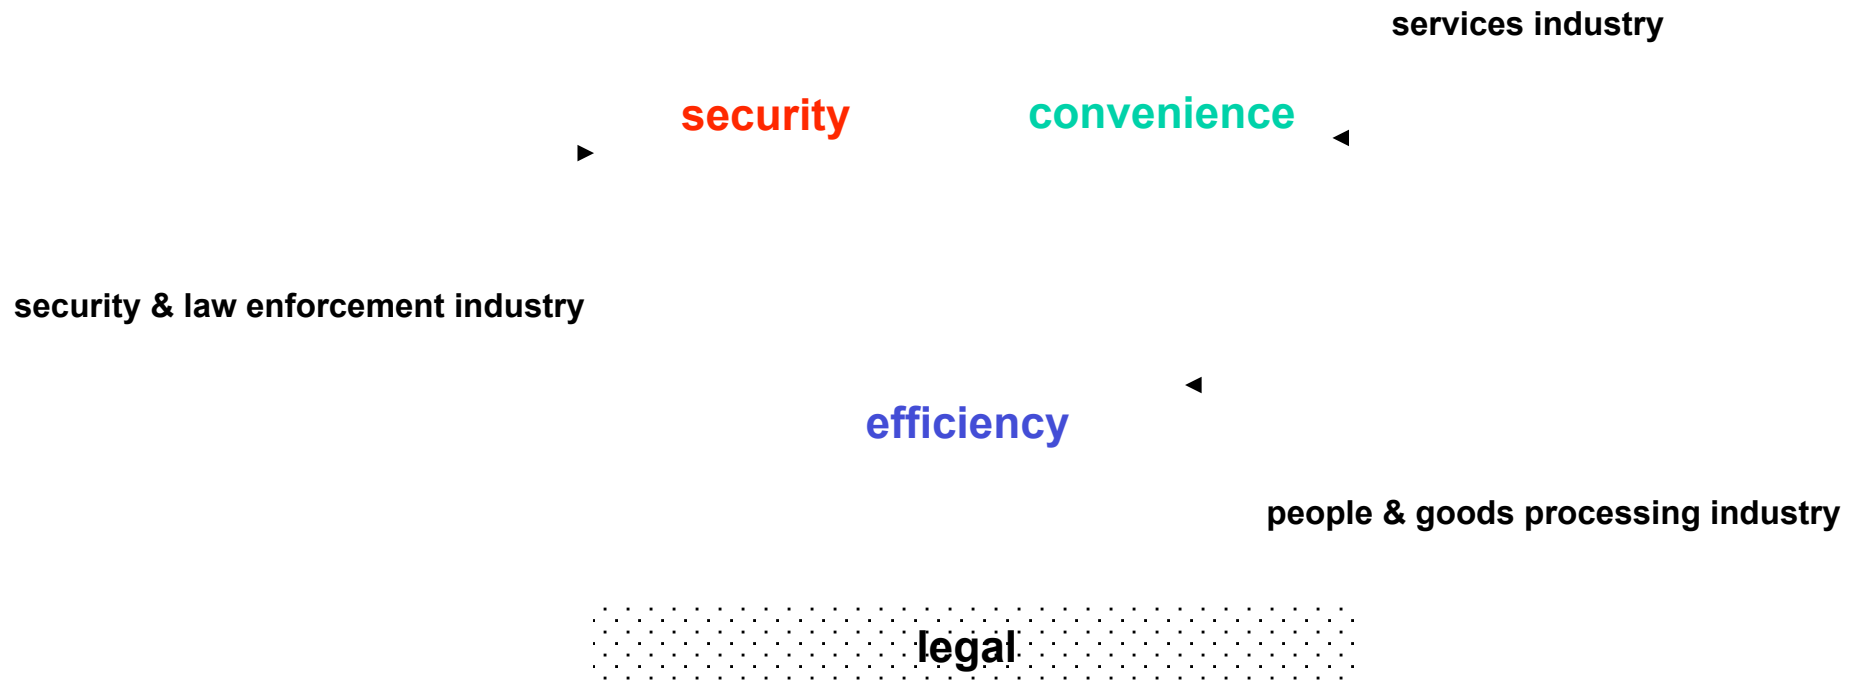 services industry
security
convenience
security & law enforcement industry
efficiency
people & goods processing industry
legal